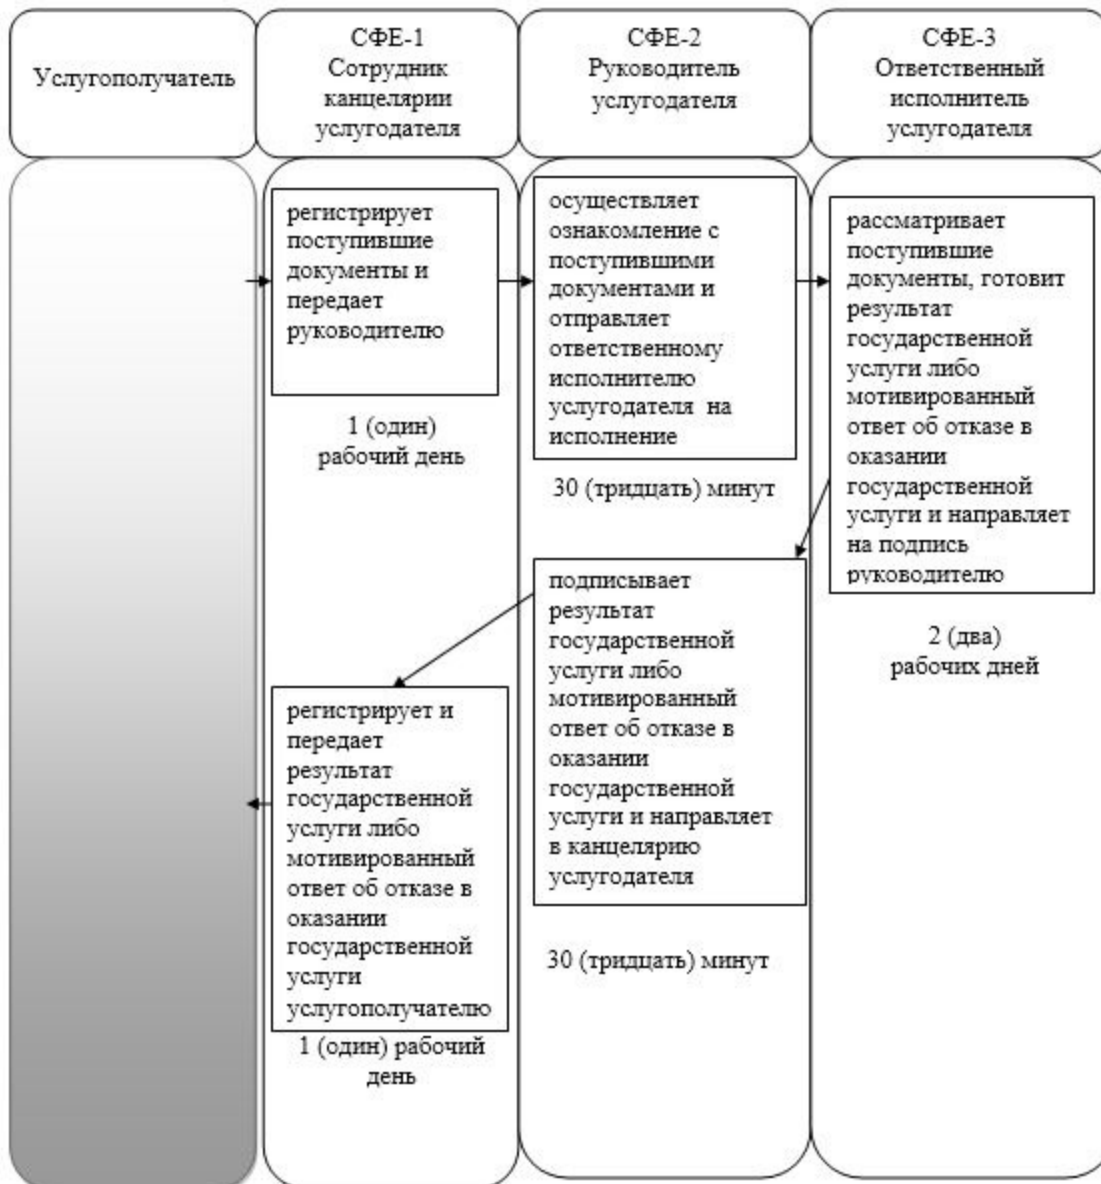 Услугополучатель
СФЕ-1
Сотрудник
канцелярии
услугодателя
СФЕ-2
Руководитель
услугодателя
СФЕ-3
Ответственный
исполнитель
услугодателя
регистрирует
поступившие
документы и
передает
руководителю
1 (один)
рабочий день
осуществляет
ознакомление с
поступившими
документами и
отправляет
ответственному
исполнителю
услугодателя на
исполнение
30 (тридцать) минут
рассматривает
поступившие
документы, готовит
результат
государственной
услуги либо
мотивированный
ответ об отказе в
оказании
государственной
услуги и направляет
на подпись
руководителю
2 (два)
рабочих дней
подписывает
результат
государственной
услуги либо
мотивированный
ответ об отказе в
оказании
государственной
услуги и направляет
в канцелярию
услугодателя
30 (тридцать) минут
регистрирует и
передает
результат
государственной
услуги либо
мотивированный
ответ об отказе в
оказании
государственной
услуги
услугополучателю
1 (один) рабочий
день